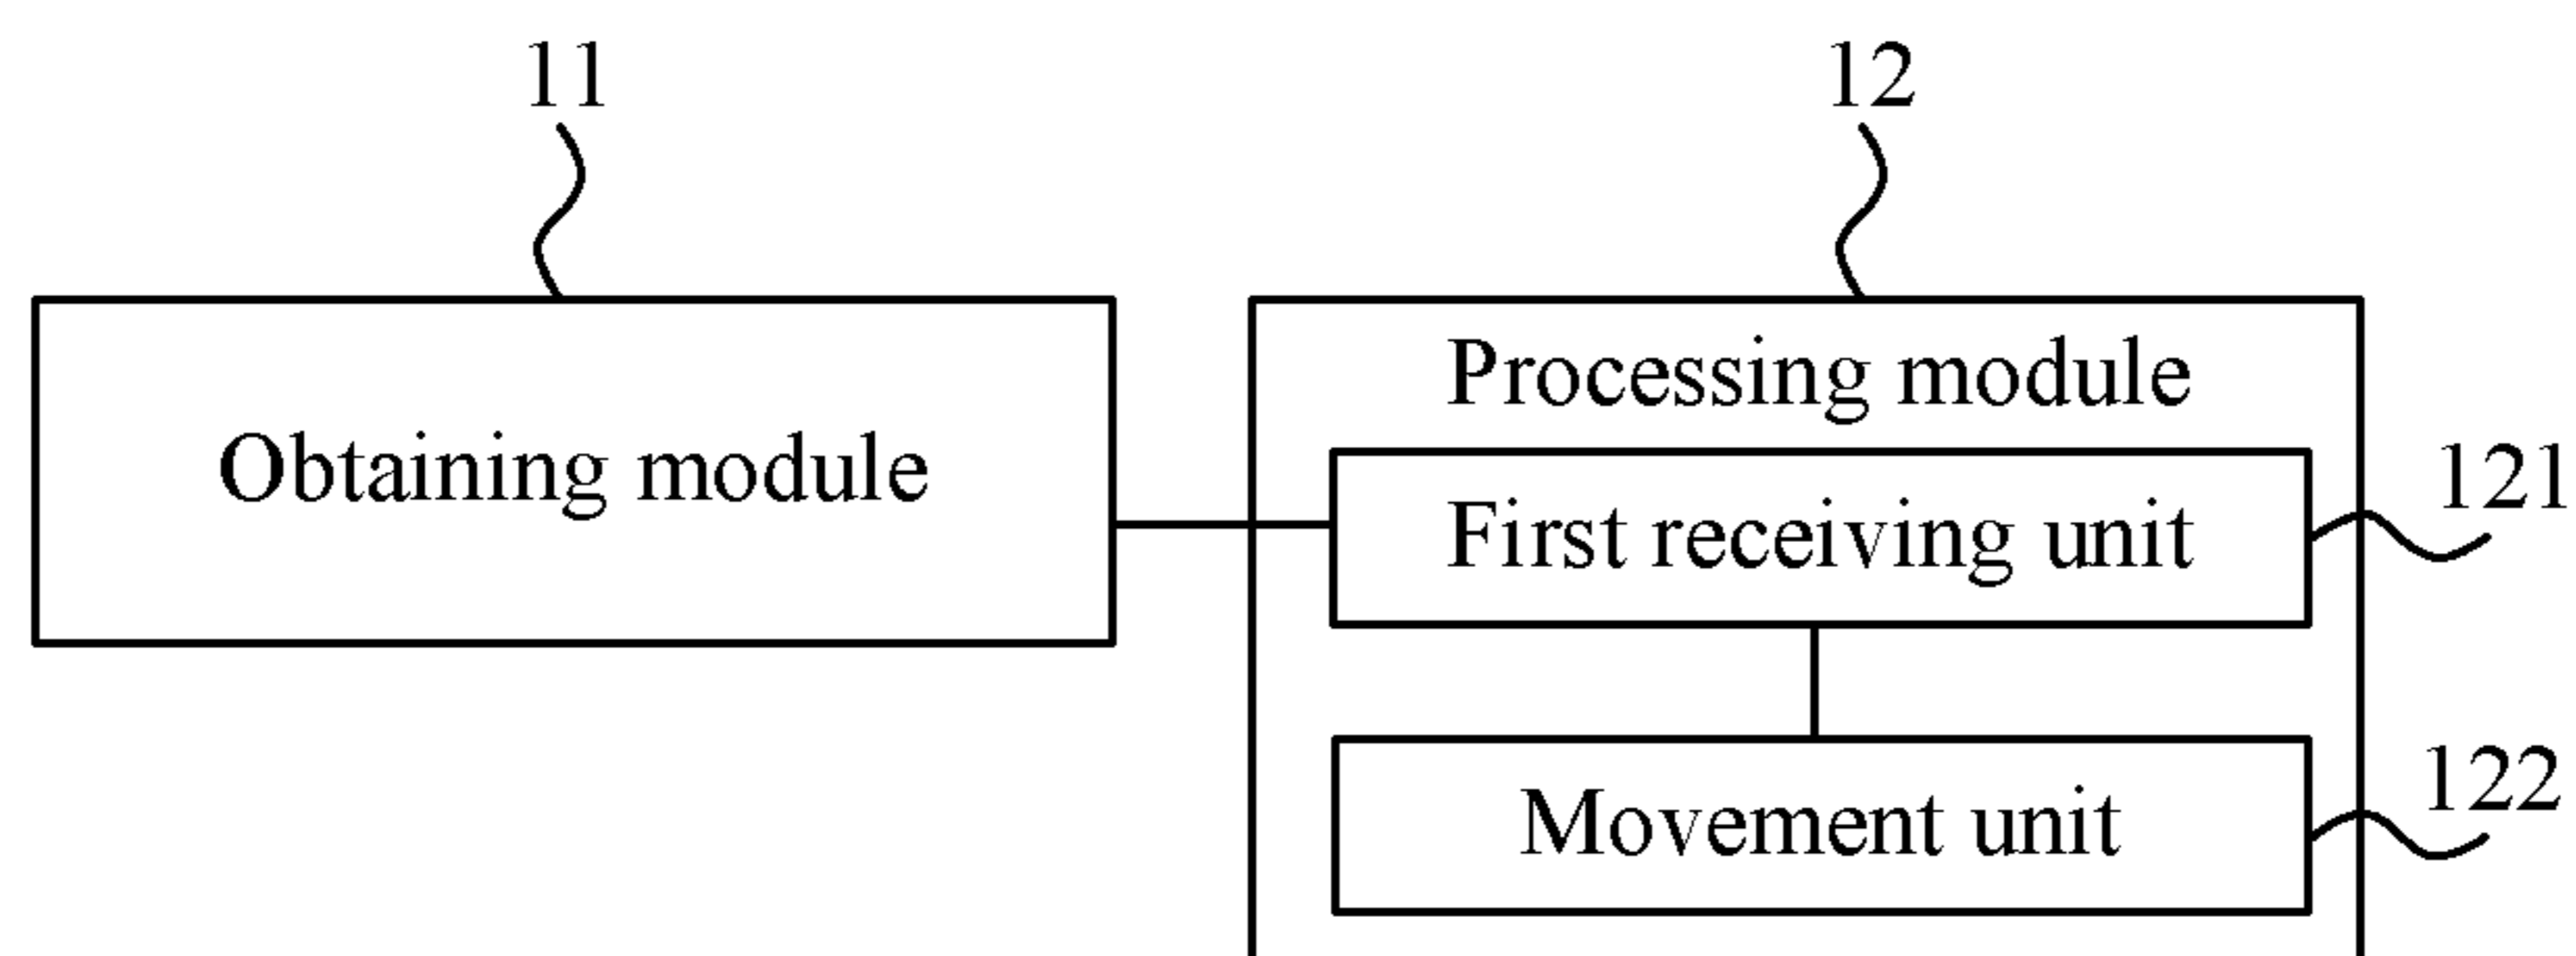 11
12
Obtaining module
Processing module
First receiving unit
121
Movement unit
122